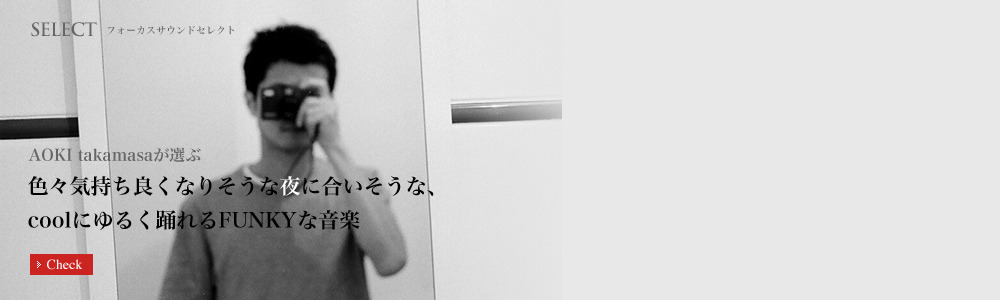 SELECT フォーカスサウンドセレクト
AOKI takamasaが選ぶ
色々気持ち良くなりそうな夜に合いそうな、
coolにゆるく踊れるFUNKYな音楽
Check